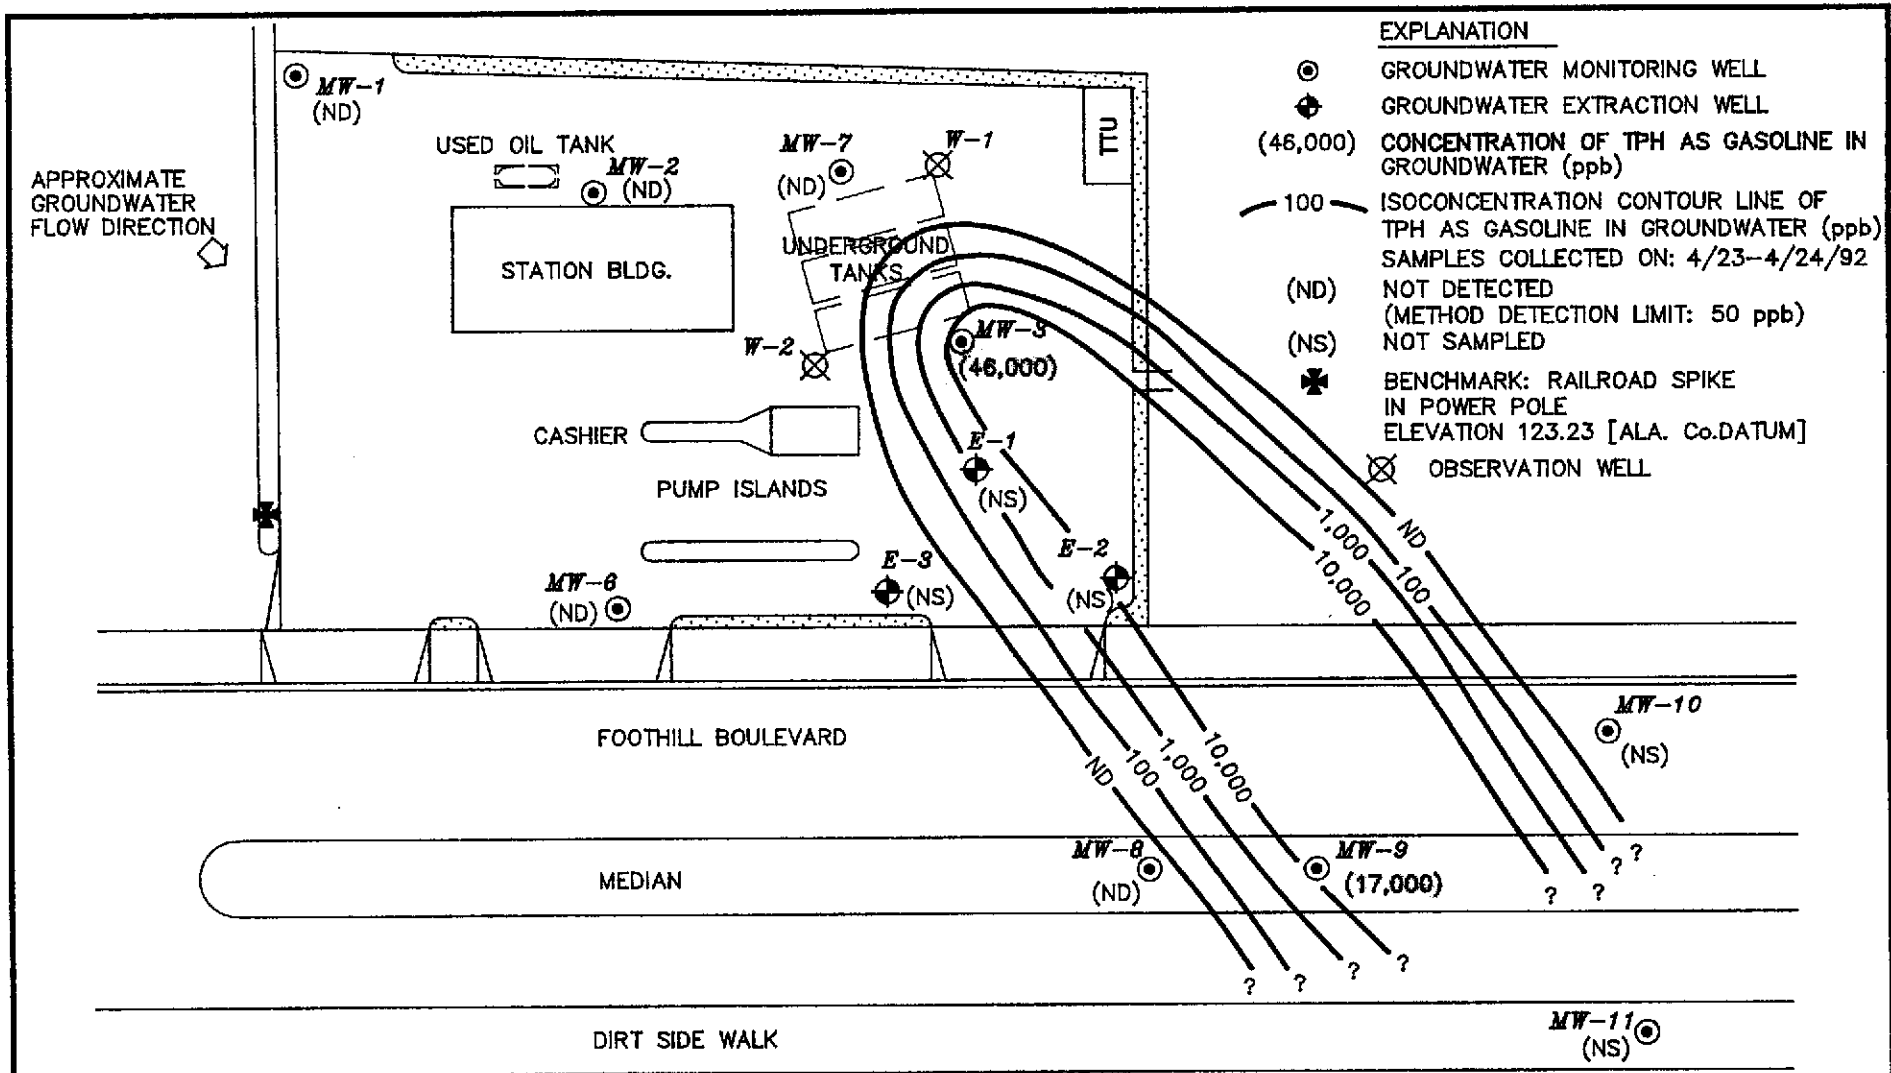 EXPLANATION
GROUNDWATER MONITORING WELL
GROUNDWATER EXTRACTION WELL
(46,000) CONCENTRATION OF TPH AS GASOLINE IN
GROUNDWATER (ppb)
100 ISOCONCENTRATION CONTOUR LINE OF
TPH AS GASOLINE IN GROUNDWATER (ppb)
SAMPLES COLLECTED ON: 4/23-4/24/92
(ND) NOT DETECTED
(METHOD DETECTION LIMIT: 50 ppb)
(NS) NOT SAMPLED
BENCHMARK: RAILROAD SPIKE
IN POWER POLE
ELEVATION 123.23 [ALA. Co.DATUM]
OBSERVATION WELL
MW-1
(ND)
APPROXIMATE
GROUNDWATER
FLOW DIRECTION
USED OIL TANK
MW-2
(ND)
MW-7
(ND)
W-1
TTU
STATION BLDG.
UNDERGROUND
TANKS
W-2
MW-3
(46,000)
CASHIER
E-1
(NS)
PUMP ISLANDS
E-2
(NS)
E-3
(NS)
MW-6
(ND)
ND
1,000
100
10,000
MW-10
(NS)
FOOTHILL BOULEVARD
ND
100
1,000
10,000
MW-8
(ND)
MW-9
(17,000)
MEDIAN
? ? ? ?
? ? ? ?
MW-11
(NS)
DIRT SIDE WALK